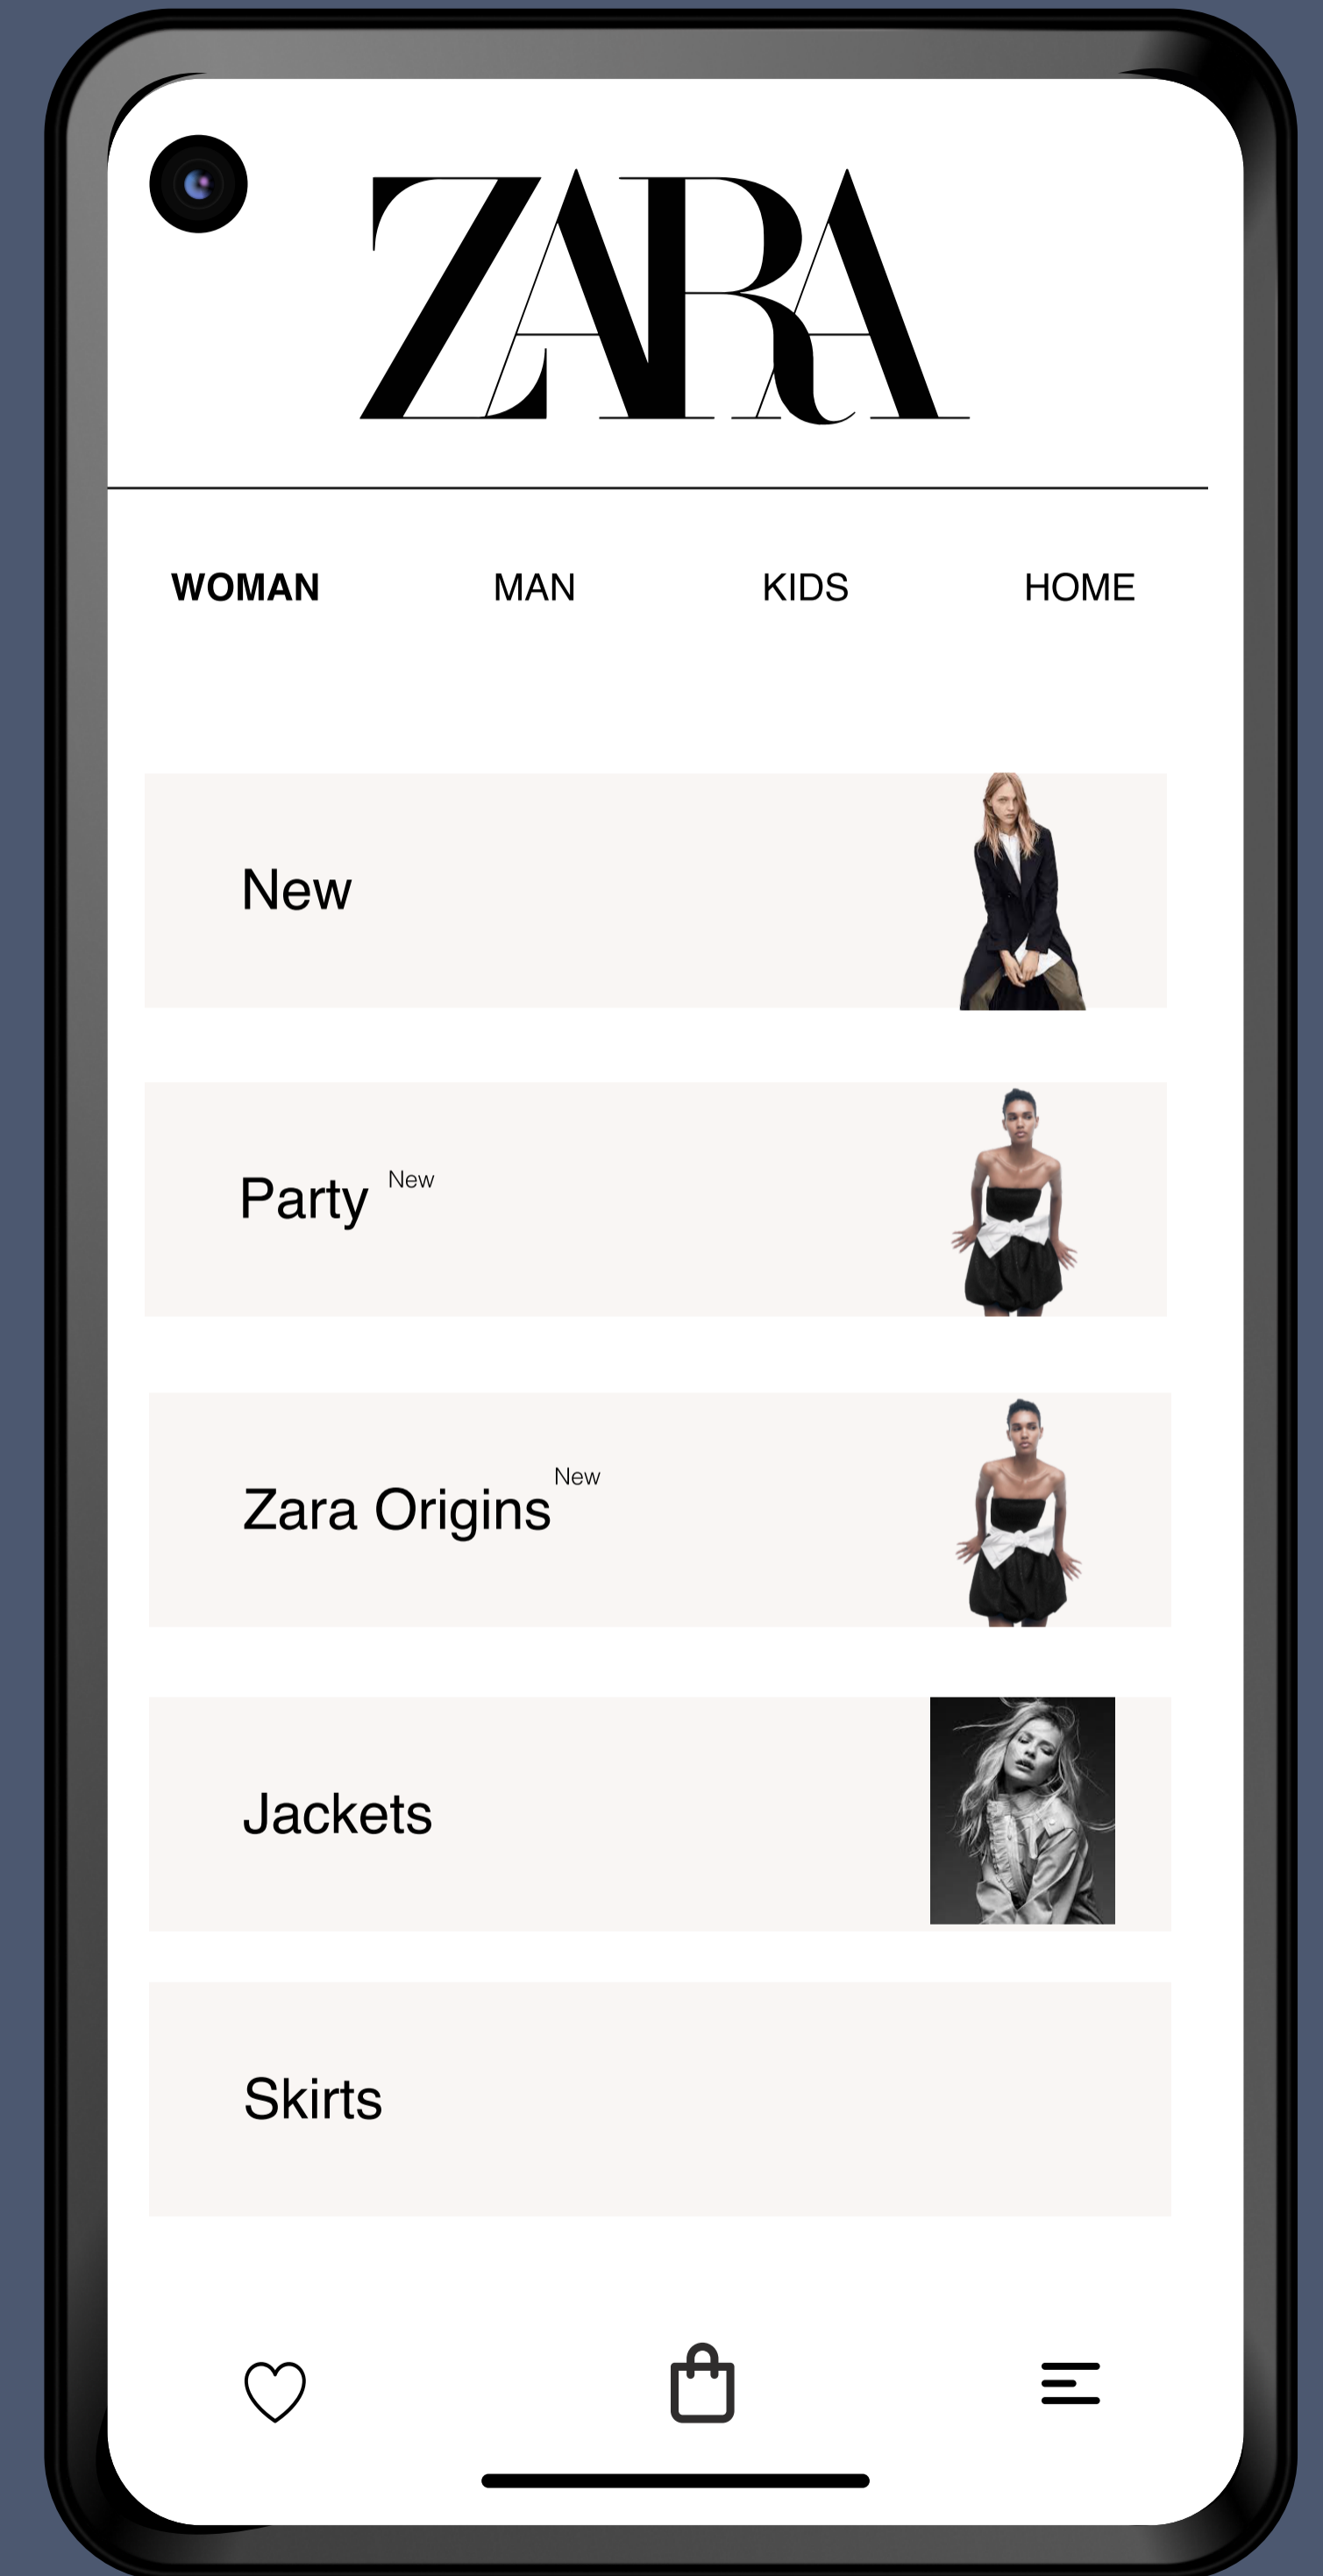 ZARA
WOMAN MAN KIDS HOME
New
Party New
Zara Origins New
Jackets
Skirts